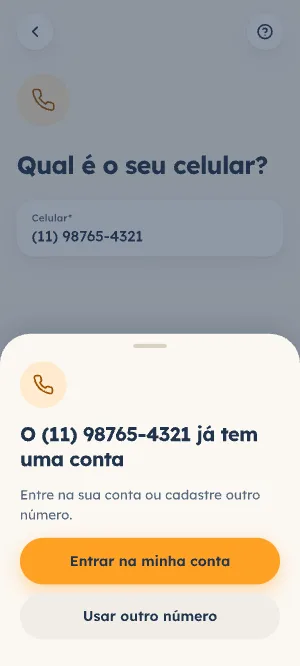 Qual é o seu celular?
Celular*
(11) 98765-4321
O (11) 98765-4321 já tem
uma conta
Entre na sua conta ou cadastre outro
número.
Entrar na minha conta
Usar outro número